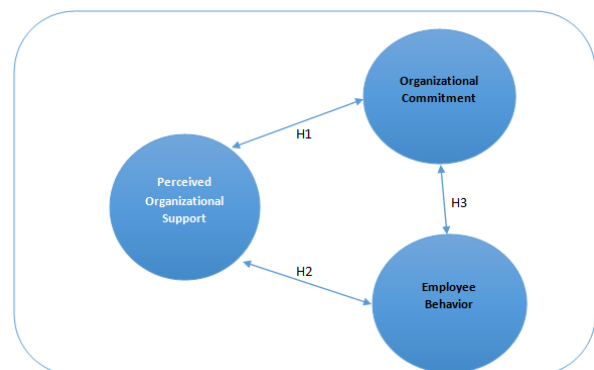 Organizational
Commitment
H1
Perceived
Organizational
Support
H3
H2
Employee
Behavior